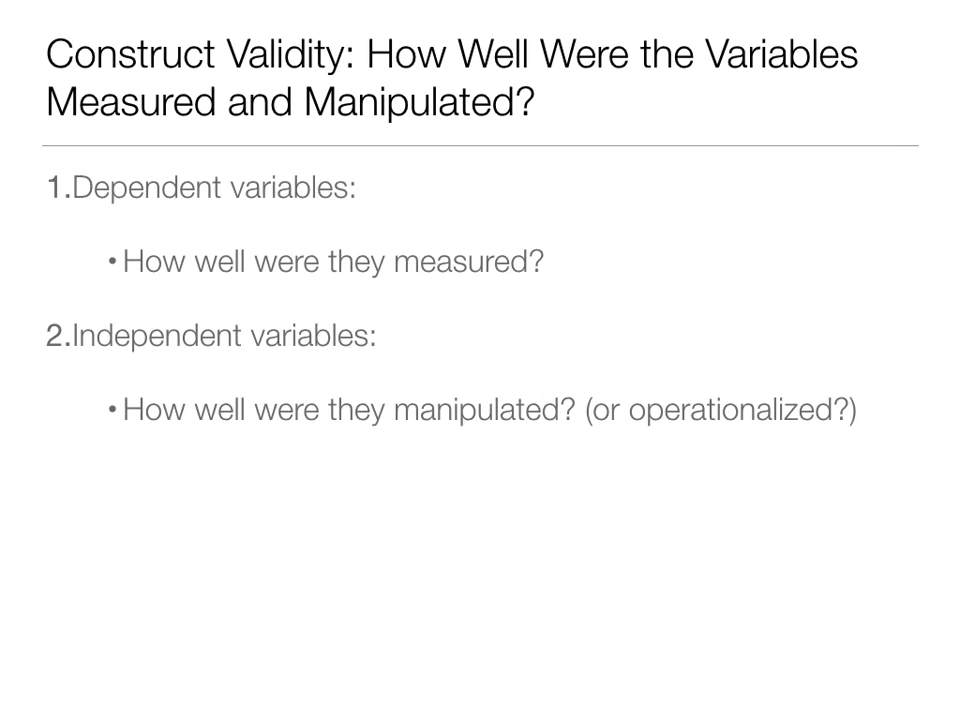 Construct Validity: How Well Were the Variables
Measured and Manipulated?
1.Dependent variables:
•How well were they measured?
2.Independent variables:
•How well were they manipulated? (or operationalized?)